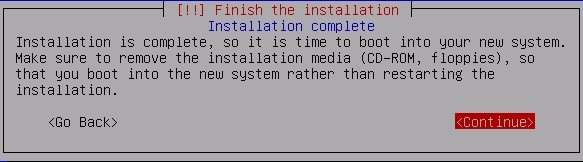 [!!] Finish the installation
Installation complete
Installation is complete, so it is time to boot into your new system.
Make sure to remove the installation media (CD-ROM, floppies), so
that you boot into the new system rather than restarting the
installation.
<Go Back> <Continue>